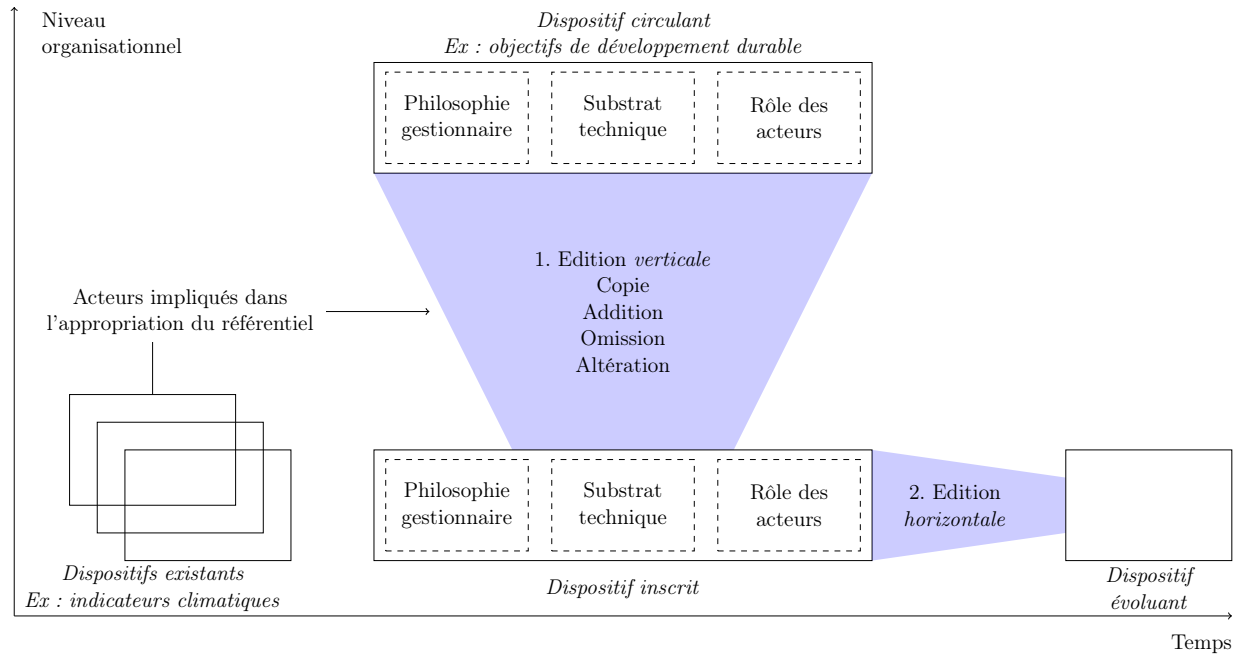 Niveau
organisationnel
Dispositif circulant
Ex : objectifs de développement durable
Philosophie
gestionnaire
Substrat
technique
Rôle des
acteurs
1. Edition verticale
Copie
Addition
Omission
Altération
Acteurs impliqués dans
l'appropriation du référentiel
Philosophie
gestionnaire
Substrat
technique
Rôle des
acteurs
2. Edition
horizontale
Dispositifs existants
Ex : indicateurs climatiques
Dispositif inscrit
Dispositif
évoluant
Temps